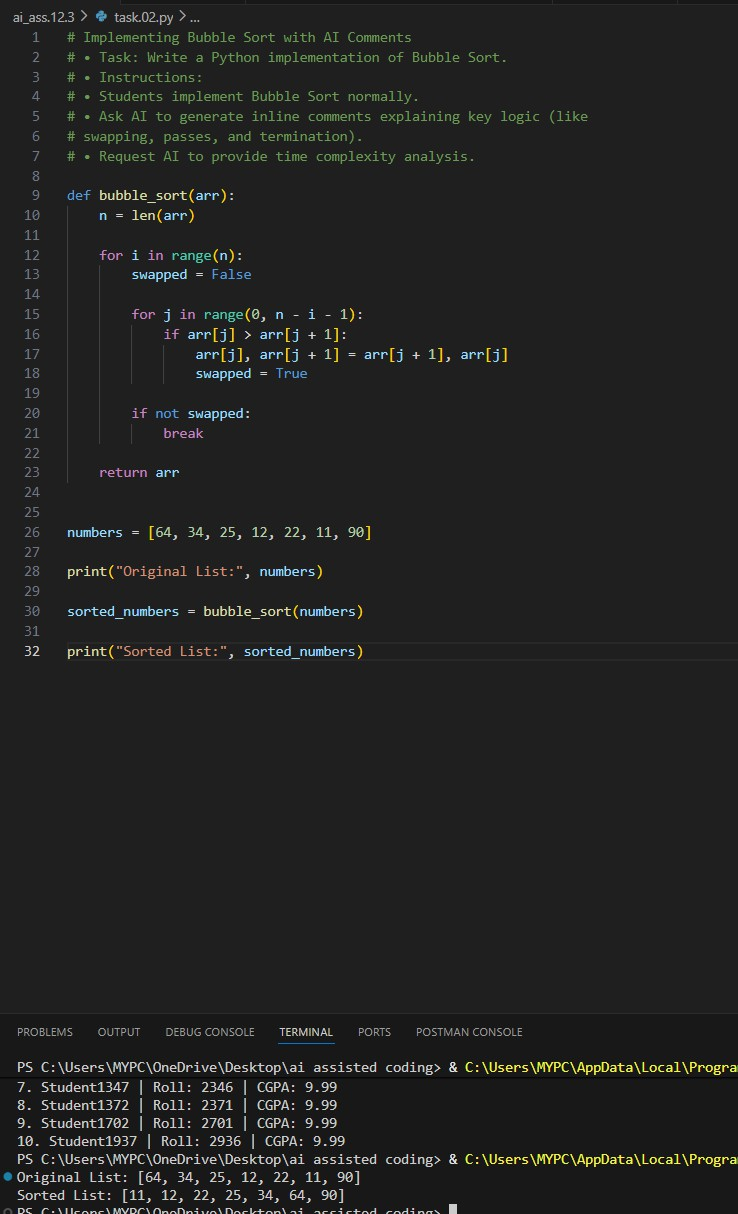 ai_ass.12.3 > task.02.py > ...
1 # Implementing Bubble Sort with AI Comments
2 # • Task: Write a Python implementation of Bubble Sort.
3 # • Instructions:
4 # • Students implement Bubble Sort normally.
5 # • Ask AI to generate inline comments explaining key logic (like
6 # swapping, passes, and termination).
7 # • Request AI to provide time complexity analysis.
8
9 def bubble_sort(arr):
10     n = len(arr)
11
12     for i in range(n):
13         swapped = False
14
15         for j in range(0, n - i - 1):
16             if arr[j] > arr[j + 1]:
17                 arr[j], arr[j + 1] = arr[j + 1], arr[j]
18                 swapped = True
19
20         if not swapped:
21             break
22
23     return arr
24
25
26 numbers = [64, 34, 25, 12, 22, 11, 90]
27
28 print("Original List:", numbers)
29
30 sorted_numbers = bubble_sort(numbers)
31
32 print("Sorted List:", sorted_numbers)
PROBLEMS OUTPUT DEBUG CONSOLE TERMINAL PORTS POSTMAN CONSOLE
PS C:\Users\MYPC\OneDrive\Desktop\ai assisted coding> & C:\Users\MYPC\AppData\Local\Progra
7. Student1347 | Roll: 2346 | CGPA: 9.99
8. Student1372 | Roll: 2371 | CGPA: 9.99
9. Student1702 | Roll: 2701 | CGPA: 9.99
10. Student1937 | Roll: 2936 | CGPA: 9.99
PS C:\Users\MYPC\OneDrive\Desktop\ai assisted coding> & C:\Users\MYPC\AppData\Local\Progra
Original List: [64, 34, 25, 12, 22, 11, 90]
Sorted List: [11, 12, 22, 25, 34, 64, 90]
PS C:\Users\MYPC\OneDrive\Desktop\ai assisted coding>